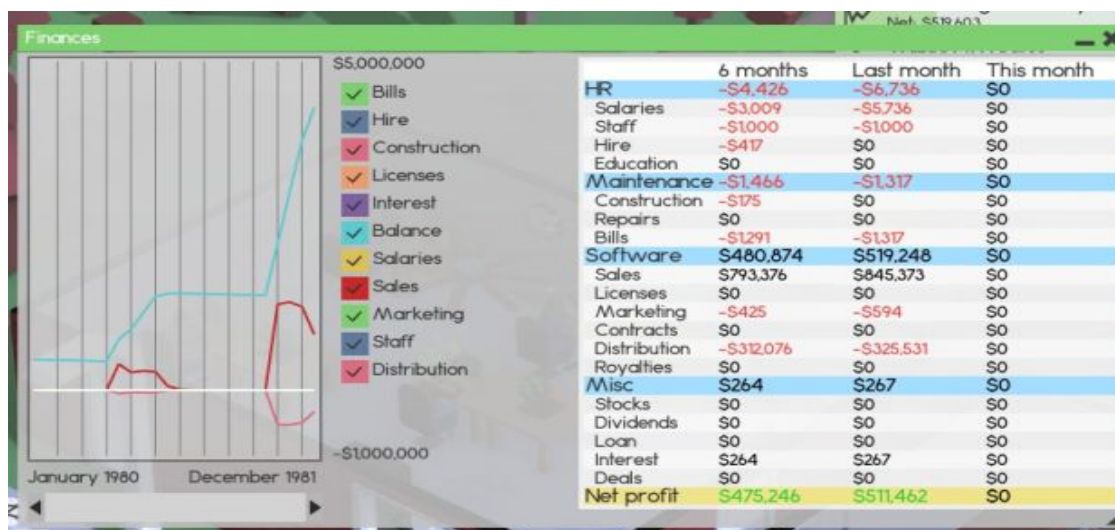 Net: $519,603
Finances
$5,000,000
Bills
Hire
Construction
Licenses
Interest
Balance
Salaries
Sales
Marketing
Staff
Distribution
-$1,000,000
January 1980 December 1981
6 months Last month This month
HR -$4,426 -$6,736 $0
Salaries -$3,009 -$5,736 $0
Staff -$1,000 -$1,000 $0
Hire -$417 $0 $0
Education $0 $0 $0
Maintenance -$1,466 -$1,317 $0
Construction -$175 $0 $0
Repairs $0 $0 $0
Bills -$1,291 -$1,317 $0
Software $480,874 $519,248 $0
Sales $793,376 $845,373 $0
Licenses $0 $0 $0
Marketing -$425 -$594 $0
Contracts $0 $0 $0
Distribution -$312,076 -$325,531 $0
Royalties $0 $0 $0
Misc $264 $267 $0
Stocks $0 $0 $0
Dividends $0 $0 $0
Loan $0 $0 $0
Interest $264 $267 $0
Deals $0 $0 $0
Net profit $475,246 $511,462 $0